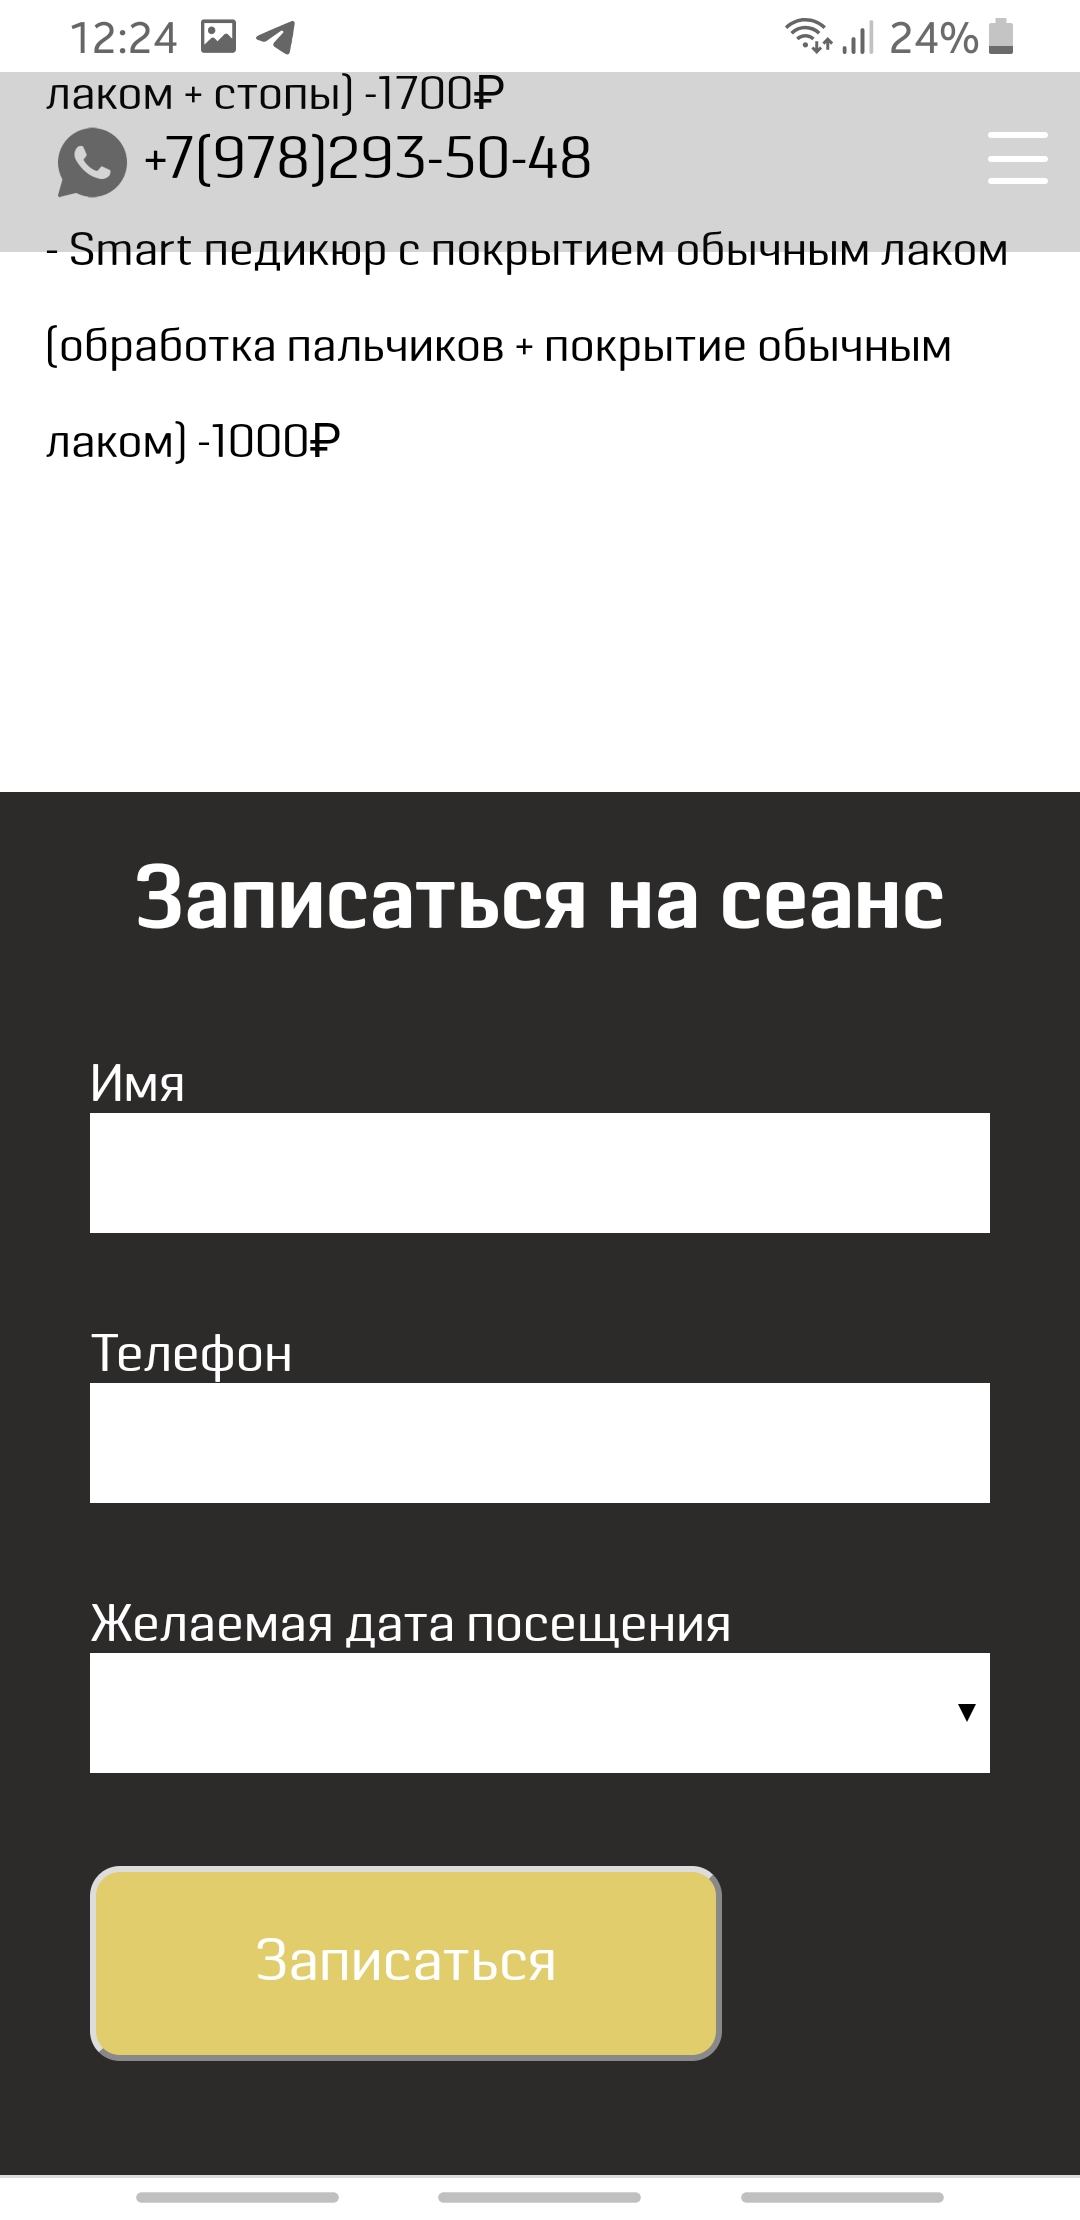 12:24
24%
лаком + стопы) -1700₽
+7(978)293-50-48
- Smart педикюр с покрытием обычным лаком
(обработка пальчиков + покрытие обычным
лаком) -1000₽
Записаться на сеанс
Имя
Телефон
Желаемая дата посещения
Записаться